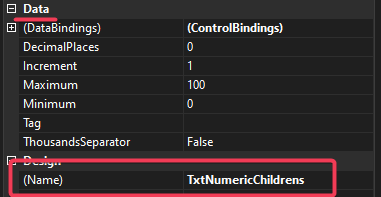 Data
(DataBindings) (ControlBindings)
DecimalPlaces 0
Increment 1
Maximum 100
Minimum 0
Tag
ThousandsSeparator False
Design
(Name) TxtNumericChildrens